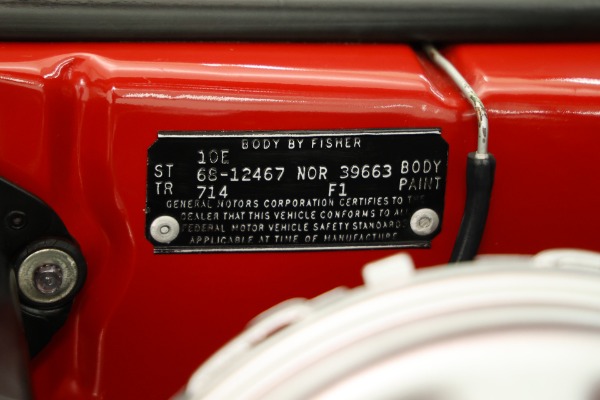 BODY BY FISHER
10E
ST 68-12467 NOR 39663 BODY
TR 714 F1 PAINT
GENERAL MOTORS CORPORATION CERTIFIES TO THE
DEALER THAT THIS VEHICLE CONFORMS TO ALL
FEDERAL MOTOR VEHICLE SAFETY STANDARDS
APPLICABLE AT TIME OF MANUFACTURE